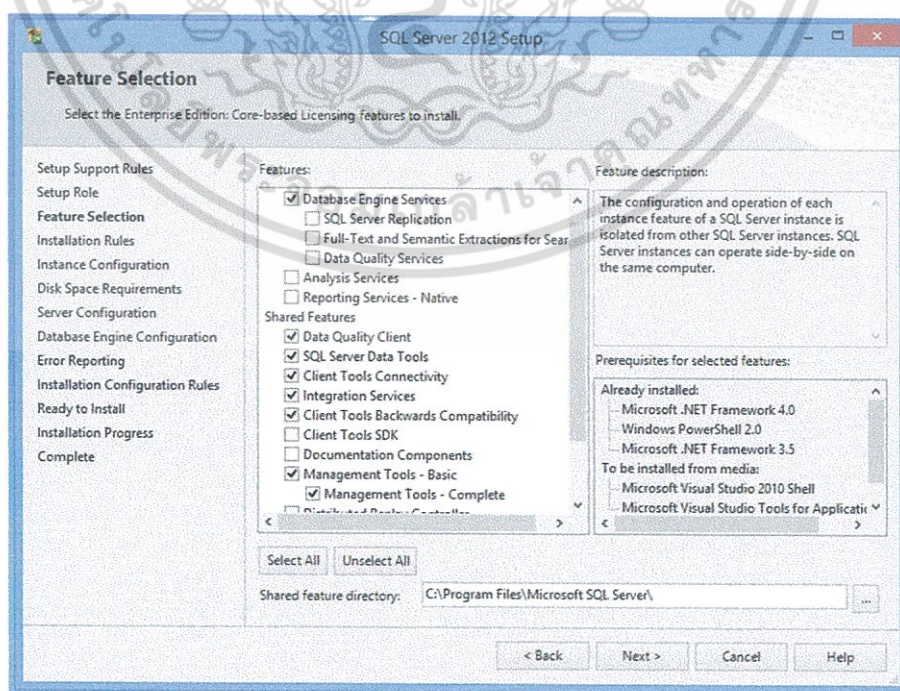 SQL Server 2012 Setup
Feature Selection
Select the Enterprise Edition: Core-based Licensing features to install.
Setup Support Rules
Setup Role
Feature Selection
Installation Rules
Instance Configuration
Disk Space Requirements
Server Configuration
Database Engine Configuration
Error Reporting
Installation Configuration Rules
Ready to Install
Installation Progress
Complete
Features:
Database Engine Services
SQL Server Replication
Full-Text and Semantic Extractions for Sear
Data Quality Services
Analysis Services
Reporting Services - Native
Shared Features
Data Quality Client
SQL Server Data Tools
Client Tools Connectivity
Integration Services
Client Tools Backwards Compatibility
Client Tools SDK
Documentation Components
Management Tools - Basic
Management Tools - Complete
Distributed Replay Controller
Feature description:
The configuration and operation of each
instance feature of a SQL Server instance is
isolated from other SQL Server instances. SQL
Server instances can operate side-by-side on
the same computer.
Prerequisites for selected features:
Already installed:
Microsoft .NET Framework 4.0
Windows PowerShell 2.0
Microsoft .NET Framework 3.5
To be installed from media:
Microsoft Visual Studio 2010 Shell
Microsoft Visual Studio Tools for Applicatic
Select All
Unselect All
Shared feature directory:
C:\Program Files\Microsoft SQL Server\
...
< Back
Next >
Cancel
Help